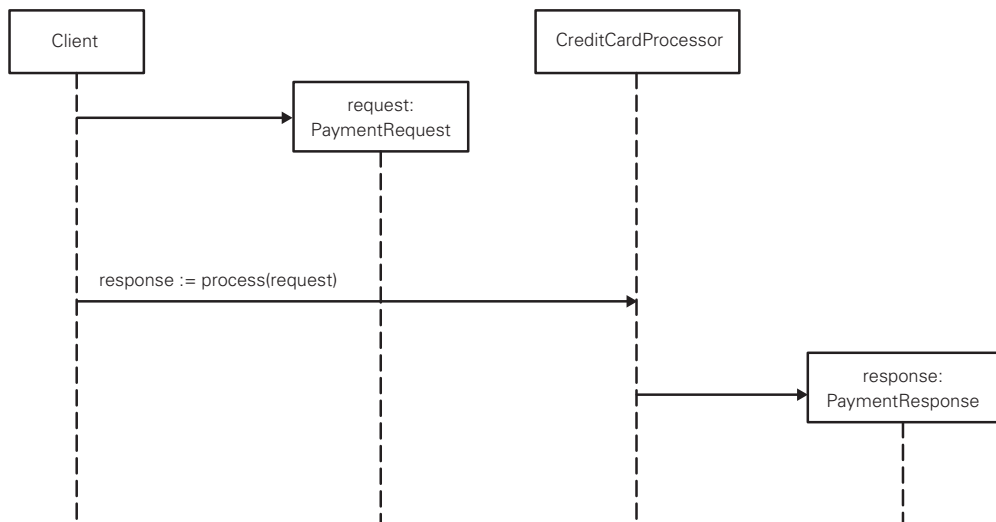 Client
CreditCardProcessor
request:
PaymentRequest
response := process(request)
response:
PaymentResponse